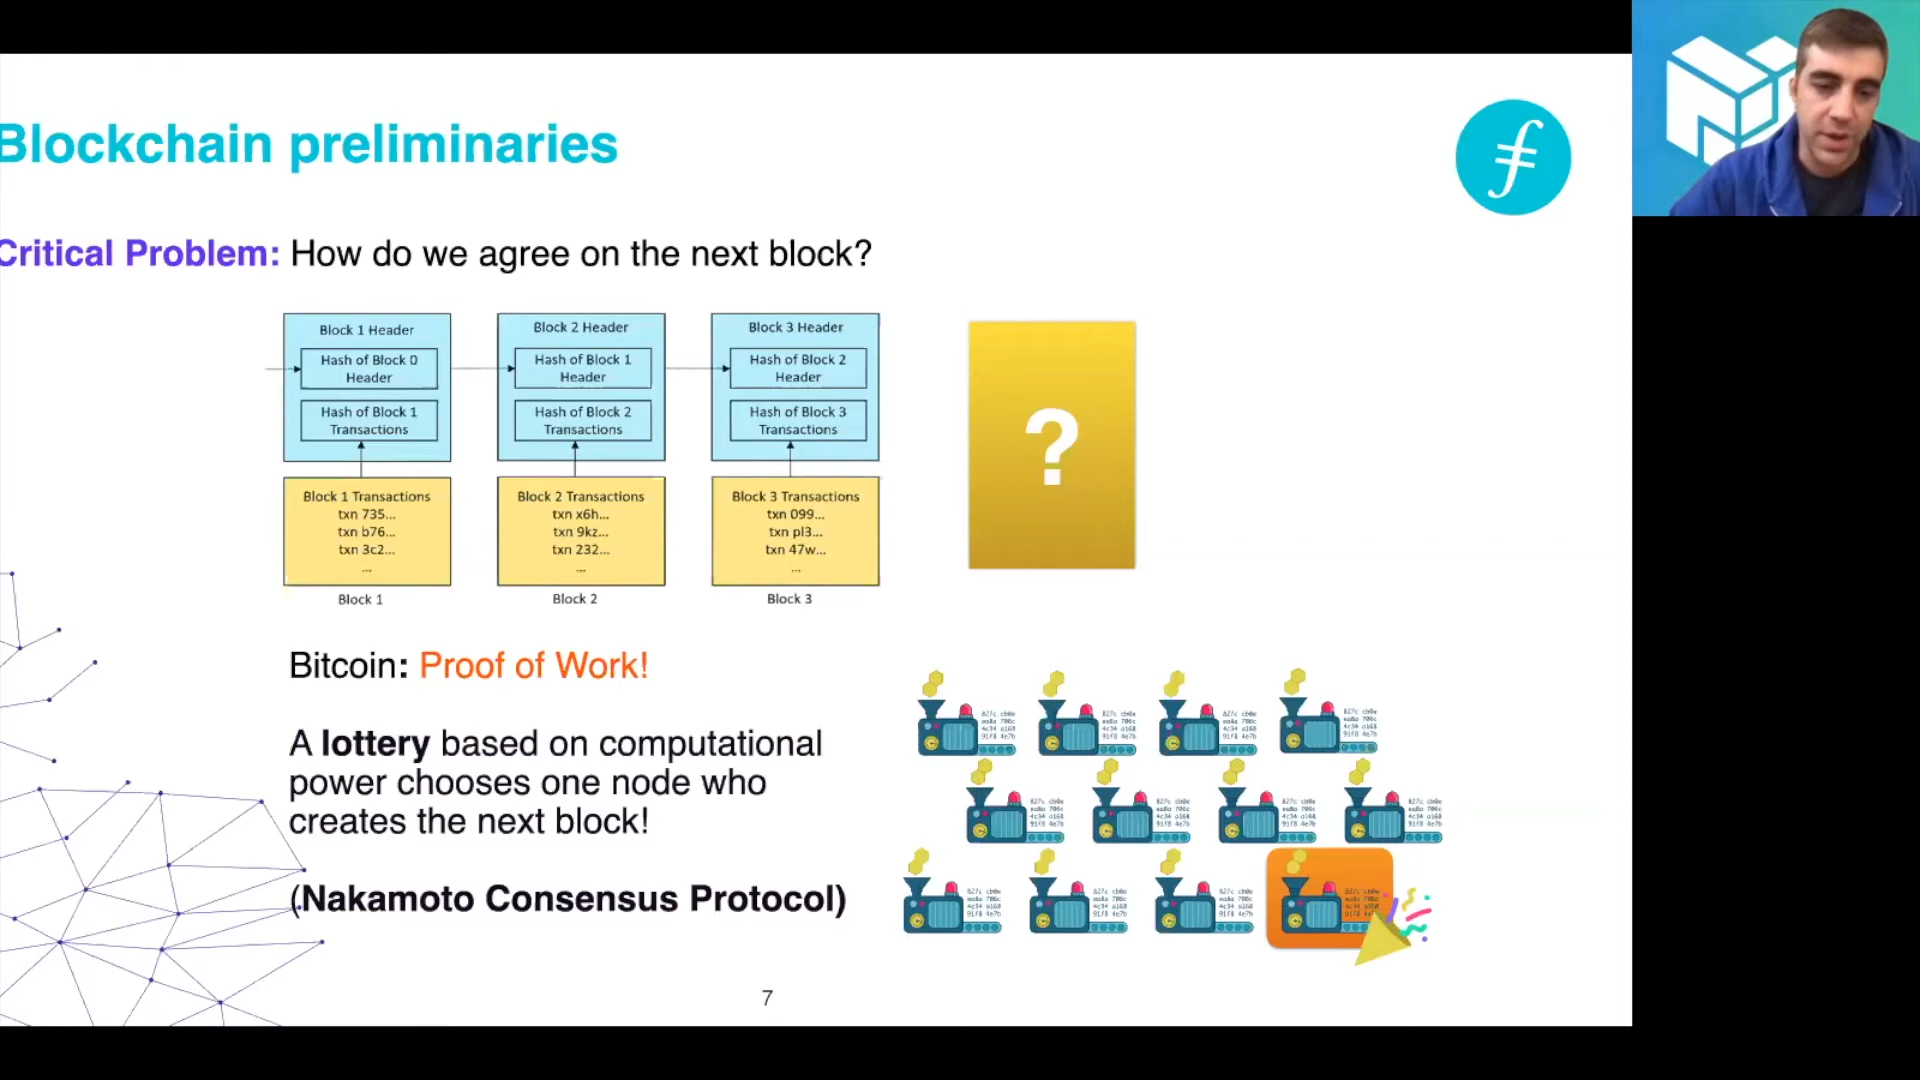 Blockchain preliminaries
Critical Problem: How do we agree on the next block?
Block 1 Header
Hash of Block 0
Header
Hash of Block 1
Transactions
Block 1 Transactions
txn 735...
txn b76...
txn 3c2...
...
Block 1
Block 2 Header
Hash of Block 1
Header
Hash of Block 2
Transactions
Block 2 Transactions
txn x6h...
txn 9kz...
txn 232...
...
Block 2
Block 3 Header
Hash of Block 2
Header
Hash of Block 3
Transactions
Block 3 Transactions
txn 099...
txn pl3...
txn 47w...
...
Block 3
?
Bitcoin: Proof of Work!
A lottery based on computational
power chooses one node who
creates the next block!
(Nakamoto Consensus Protocol)
7